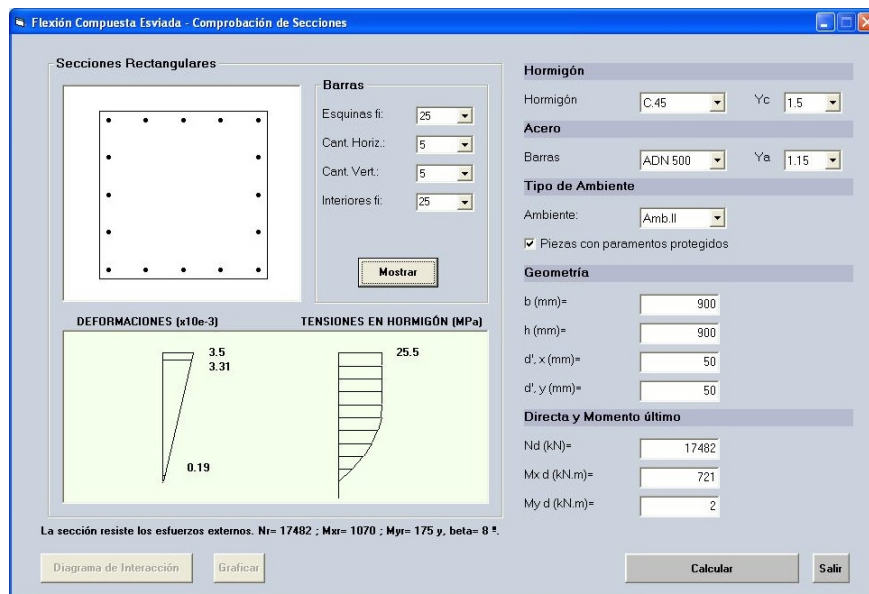 Flexión Compuesta Esviada - Comprobación de Secciones
Secciones Rectangulares
Barras
Esquinas fi: 25
Cant. Horiz.: 5
Cant. Vert.: 5
Interiores fi: 25
Mostrar
DEFORMACIONES (x10e-3)
3.5
3.31
0.19
TENSIONES EN HORMIGÓN (MPa)
25.5
La sección resiste los esfuerzos externos. Nr= 17482 ; Mxr= 1070 ; Myr= 175 y, beta= 8 º.
Diagrama de Interacción
Graficar
Hormigón
Hormigón C.45 Yc 1.5
Acero
Barras ADN 500 Ya 1.15
Tipo de Ambiente
Ambiente: Amb.II
Piezas con paramentos protegidos
Geometría
b (mm)= 900
h (mm)= 900
d', x (mm)= 50
d', y (mm)= 50
Directa y Momento último
Nd (kN)= 17482
Mx d (kN.m)= 721
My d (kN.m)= 2
Calcular
Salir